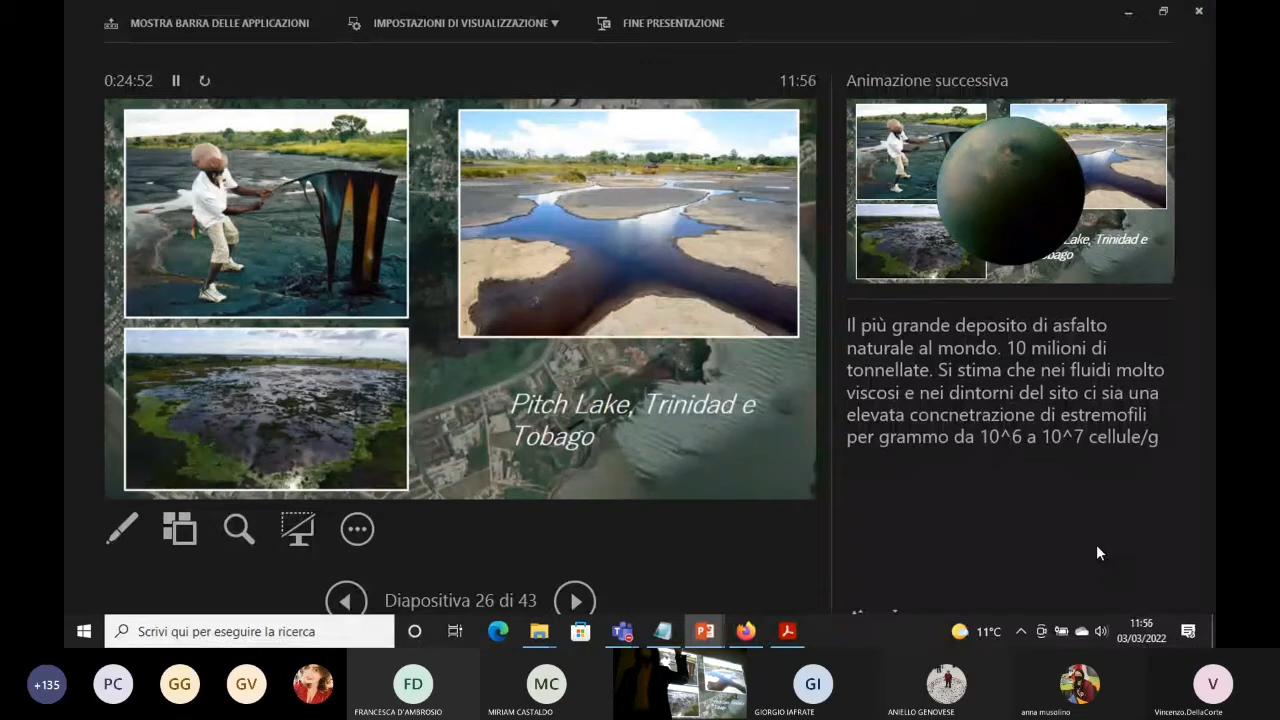 MOSTRA BARRA DELLE APPLICAZIONI
IMPOSTAZIONI DI VISUALIZZAZIONE ▼
FINE PRESENTAZIONE
0:24:52
11:56
Animazione successiva
Pitch Lake, Trinidad e
Tobago
Lake, Trinidad e
bago
Il più grande deposito di asfalto
naturale al mondo. 10 milioni di
tonnellate. Si stima che nei fluidi molto
viscosi e nei dintorni del sito ci sia una
elevata concnetrazione di estremofili
per grammo da 10^6 a 10^7 cellule/g
Diapositiva 26 di 43
Scrivi qui per eseguire la ricerca
11°C
11:56
03/03/2022
+135
PC
GG
GV
FD
FRANCESCA D'AMBROSIO
MC
MIRIAM CASTALDO
GI
GIORGIO IAFRATE
ANIELLO GENOVESE
anna musolino
V
Vincenzo.DellaCorte